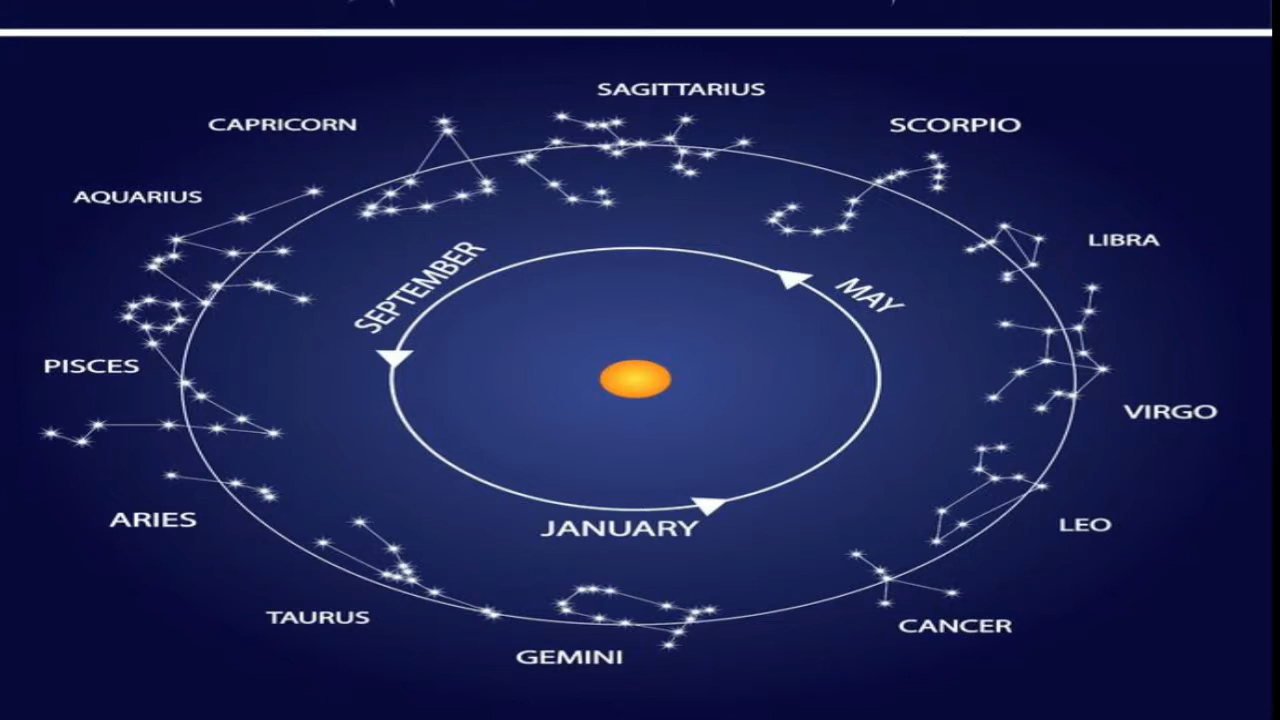 SAGITTARIUS
CAPRICORN
SCORPIO
AQUARIUS
LIBRA
SEPTEMBER
MAY
PISCES
VIRGO
ARIES
JANUARY
LEO
TAURUS
CANCER
GEMINI